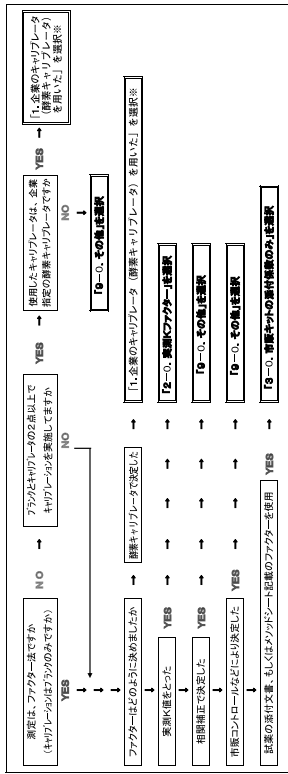 測定は、ファクター法ですか
(キャリブレーションはブランクのみですか)
NO
YES
ブランクとキャリブレータの2点以上で
キャリブレーションを実施してますか
YES
NO
使用したキャリブレータは、企業
指定の酵素キャリブレータですか
YES
NO
「1.企業のキャリブレータ
(酵素キャリブレータ)
を用いた」を選択※
「9-0.その他」を選択
ファクターはどのように決めましたか
酵素キャリブレータで決定した
「1.企業のキャリブレータ(酵素キャリブレータ)を用いた」を選択※
実測K値をとった
YES
「2-0.実測Kファクター」を選択
相関補正で決定した
YES
「9-0.その他」を選択
市販コントロールなどにより決定した
YES
「9-0.その他」を選択
試薬の添付文書、もしくはメソッドシート記載のファクターを使用
YES
「3-0.市販キットの添付係数のみ」を選択